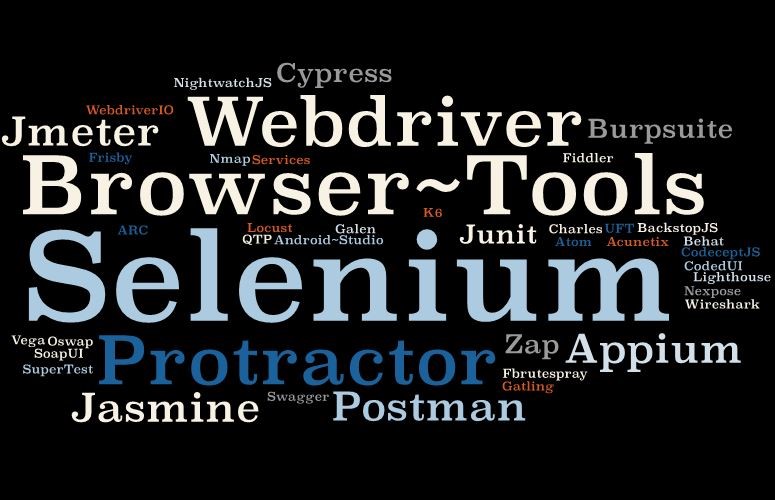 Cypress
NightwatchJS
WebdriverIO
Webdriver
Jmeter
Burpsuite
Frisby
Nmap Services
Fiddler
Browser~Tools
K6
ARC
Locust
Galen
Junit
Charles UFT BackstopJS
QTP Android~Studio
Atom
Acunetix
Behat
CodeceptJS
Selenium
CodedUI
Lighthouse
Nexpose
Wireshark
Vega Oswap
SoapUI
SuperTest
Protractor
Zap
Appium
Fbrutespray
Gatling
Jasmine
Swagger
Postman